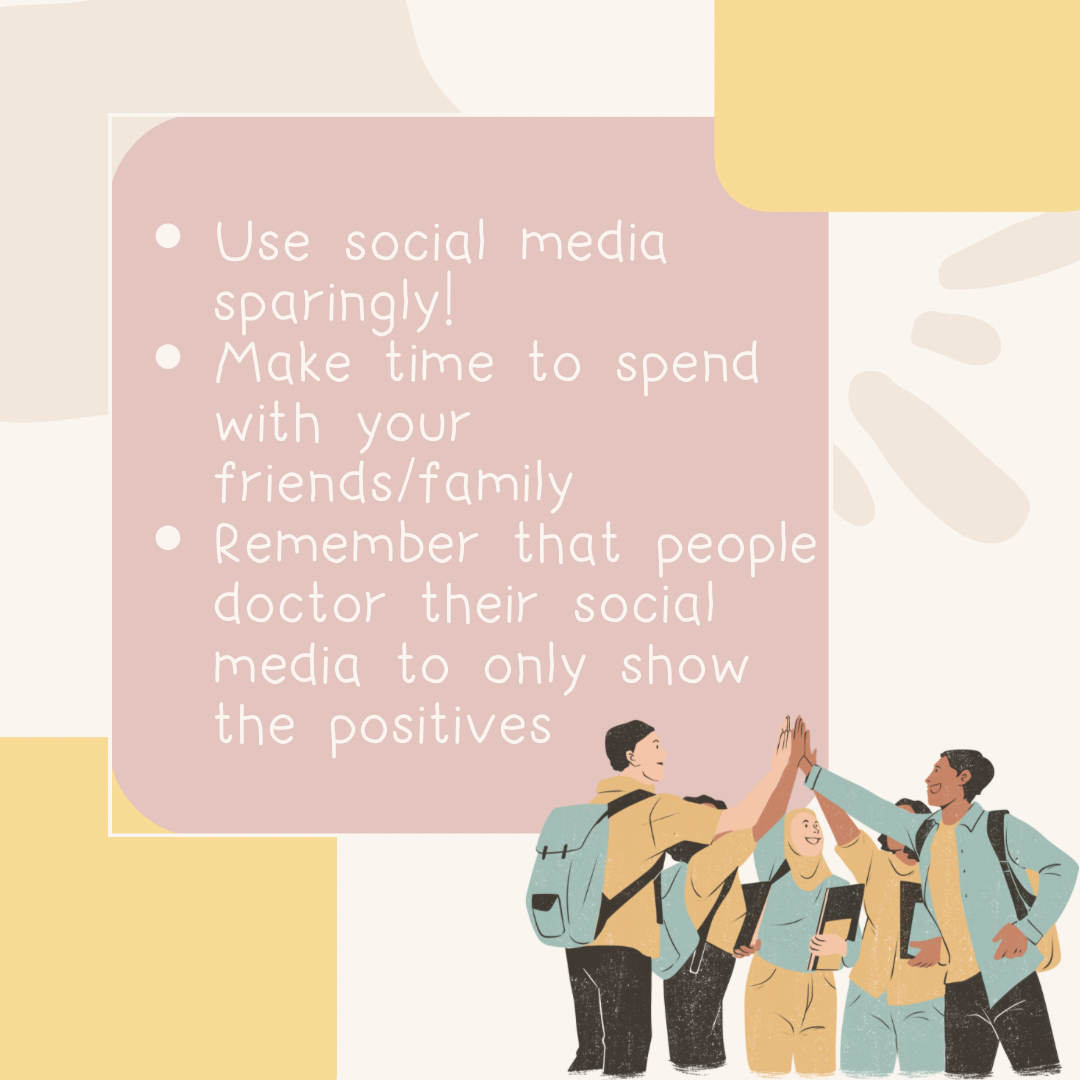 • Use social media
sparingly!
• Make time to spend
with your
friends/family
• Remember that people
doctor their social
media to only show
the positives